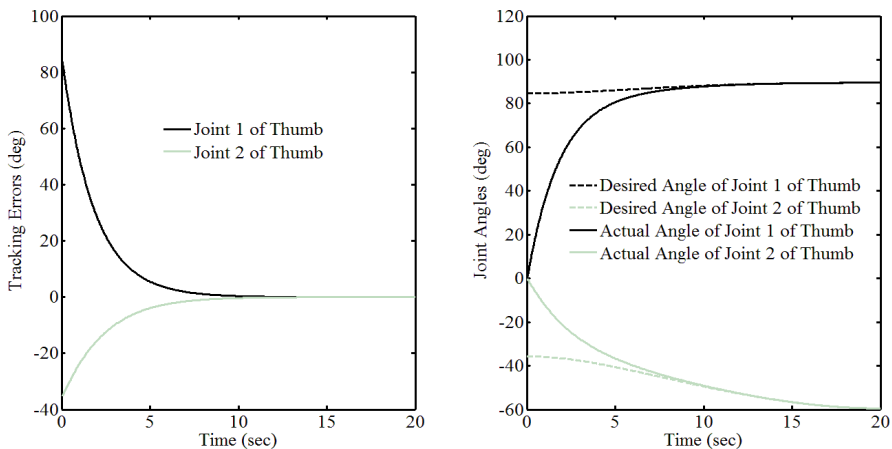 100
80
60
40
20
0
-20
-40
Tracking Errors (deg)
Joint 1 of Thumb
Joint 2 of Thumb
0
5
10
15
20
Time (sec)
120
100
80
60
40
20
0
-20
-40
-60
Joint Angles (deg)
Desired Angle of Joint 1 of Thumb
Desired Angle of Joint 2 of Thumb
Actual Angle of Joint 1 of Thumb
Actual Angle of Joint 2 of Thumb
0
5
10
15
20
Time (sec)